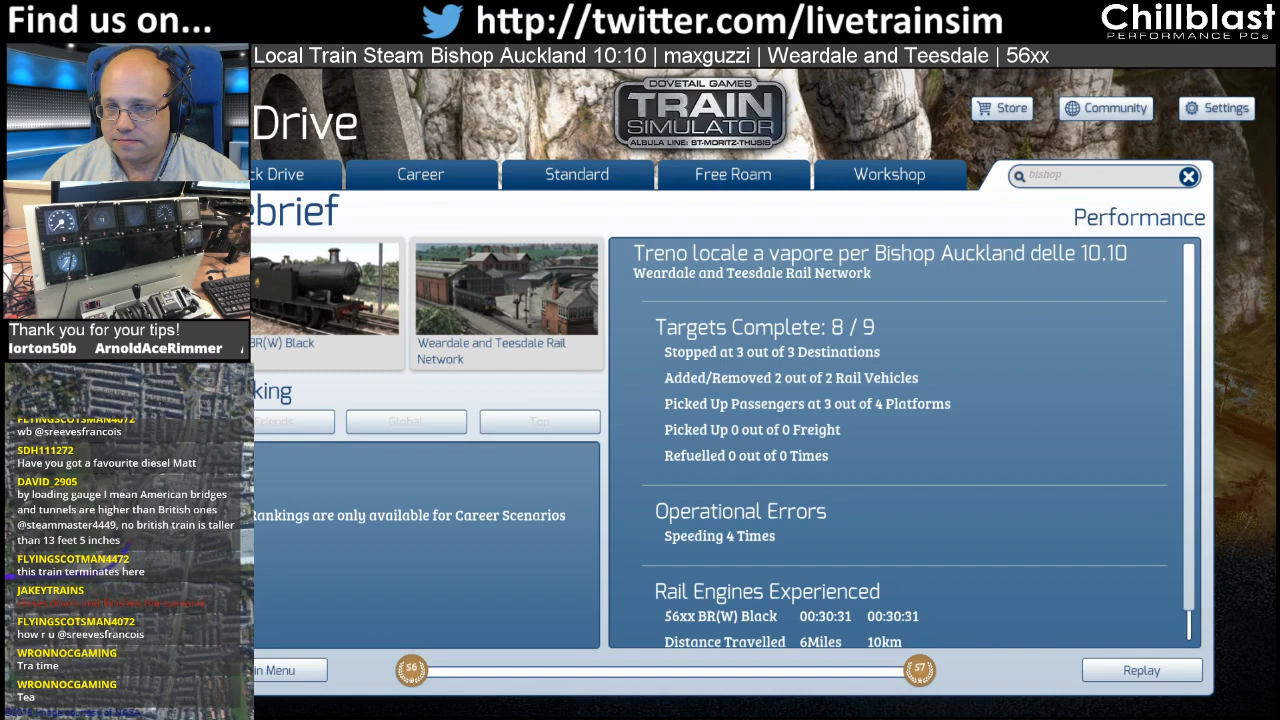 Find us on...
http://twitter.com/livetrainsim
Chillblast
PERFORMANCE PCs
Local Train Steam Bishop Auckland 10:10 | maxguzzi | Weardale and Teesdale | 56xx
Drive
DOVETAIL GAMES
TRAIN
SIMULATOR
ALBULA LINE: ST-MORITZ-THUSIS
Store
Community
Settings
ck Drive
Career
Standard
Free Roam
Workshop
bishop
ebrief
Performance
BR(W) Black
Weardale and Teesdale Rail
Network
king
Friends
Global
Top
Rankings are only available for Career Scenarios
Treno locale a vapore per Bishop Auckland delle 10.10
Weardale and Teesdale Rail Network
Targets Complete: 8 / 9
Stopped at 3 out of 3 Destinations
Added/Removed 2 out of 2 Rail Vehicles
Picked Up Passengers at 3 out of 4 Platforms
Picked Up 0 out of 0 Freight
Refuelled 0 out of 0 Times
Operational Errors
Speeding 4 Times
Rail Engines Experienced
56xx BR(W) Black 00:30:31 00:30:31
Distance Travelled 6Miles 10km
in Menu
56
57
Replay
Thank you for your tips!
lorton50b ArnoldAceRimmer
FLYINGSCOTSMAN4072
wb @sreevesfrancois
SDH111272
Have you got a favourite diesel Matt
DAVID_2905
by loading gauge I mean American bridges
and tunnels are higher than British ones
@steammaster4449, no british train is taller
than 13 feet 5 inches
FLYINGSCOTMAN4472
this train terminates here
JAKEYTRAINS
FLYINGSCOTSMAN4072
how r u @sreevesfrancois
WRONNOCGAMING
Tra time
WRONNOCGAMING
Tea